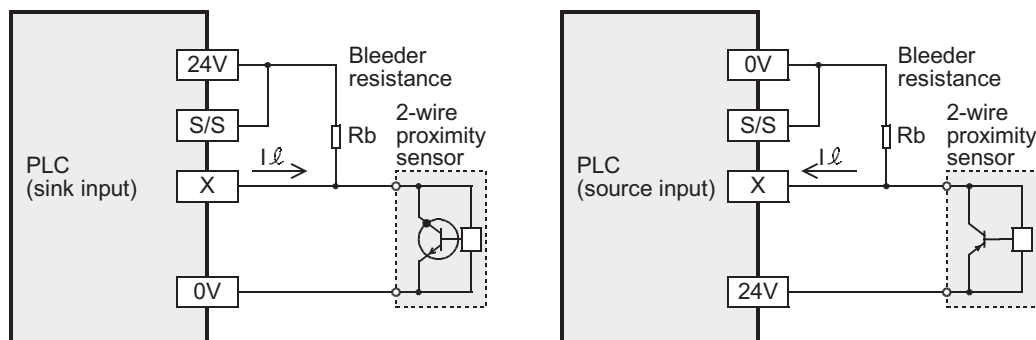 24V
Bleeder
resistance
S/S
2-wire
proximity
sensor
Rb
PLC
(sink input)
Iℓ
X
0V
0V
Bleeder
resistance
S/S
2-wire
proximity
sensor
Rb
PLC
(source input)
Iℓ
X
24V